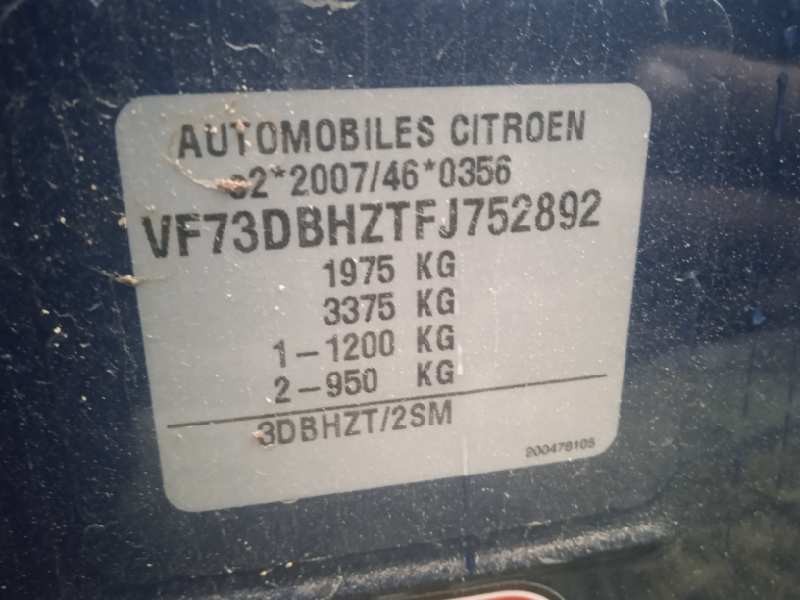 AUTOMOBILES CITROEN
e2*2007/46*0356
VF73DBHZTFJ752892
1975 KG
3375 KG
1-1200 KG
2-950 KG
3DBHZT/2SM
200478105